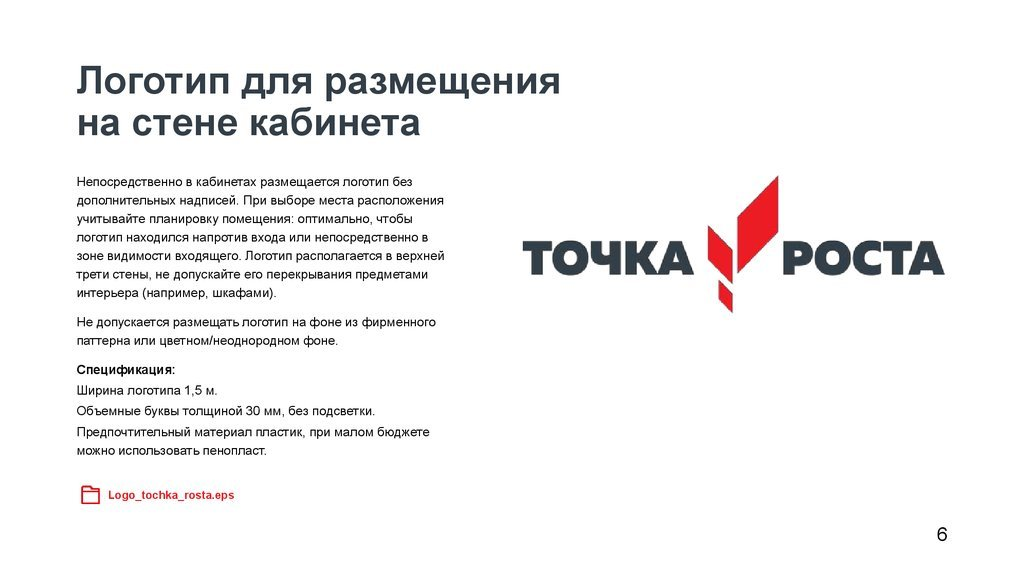 Логотип для размещения
на стене кабинета
Непосредственно в кабинетах размещается логотип без
дополнительных надписей. При выборе места расположения
учитывайте планировку помещения: оптимально, чтобы
логотип находился напротив входа или непосредственно в
зоне видимости входящего. Логотип располагается в верхней
трети стены, не допускайте его перекрывания предметами
интерьера (например, шкафами).
Не допускается размещать логотип на фоне из фирменного
паттерна или цветном/неоднородном фоне.
Спецификация:
Ширина логотипа 1,5 м.
Объемные буквы толщиной 30 мм, без подсветки.
Предпочтительный материал пластик, при малом бюджете
можно использовать пенопласт.
Logo_tochka_rosta.eps
ТОЧКА РОСТА
6